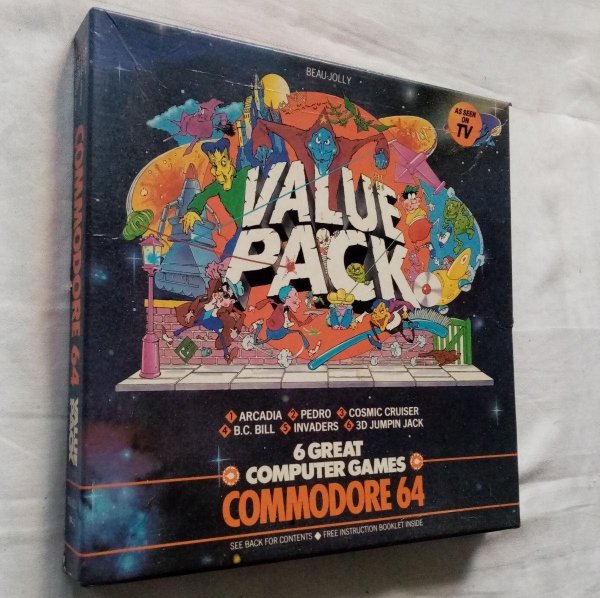 BEAU-JOLLY
AS SEEN
ON
TV
VALUE
PACK
1 ARCADIA 2 PEDRO 3 COSMIC CRUISER
4 B.C. BILL 5 INVADERS 6 3D JUMPIN JACK
6 GREAT
COMPUTER GAMES
COMMODORE 64
SEE BACK FOR CONTENTS ◆ FREE INSTRUCTION BOOKLET INSIDE
COMMODORE 64
VALUE
PACK